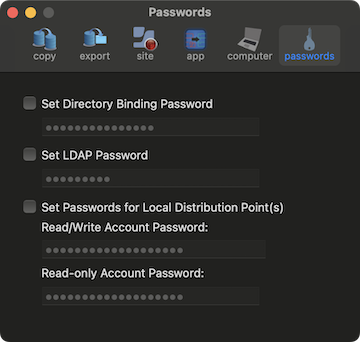 Passwords
copy export site app computer passwords
Set Directory Binding Password
●●●●●●●●●●●●●●●
Set LDAP Password
●●●●●●●●●
Set Passwords for Local Distribution Point(s)
Read/Write Account Password:
●●●●●●●●●●●●●●●●●●●
Read-only Account Password:
●●●●●●●●●●●●●●●●●●●